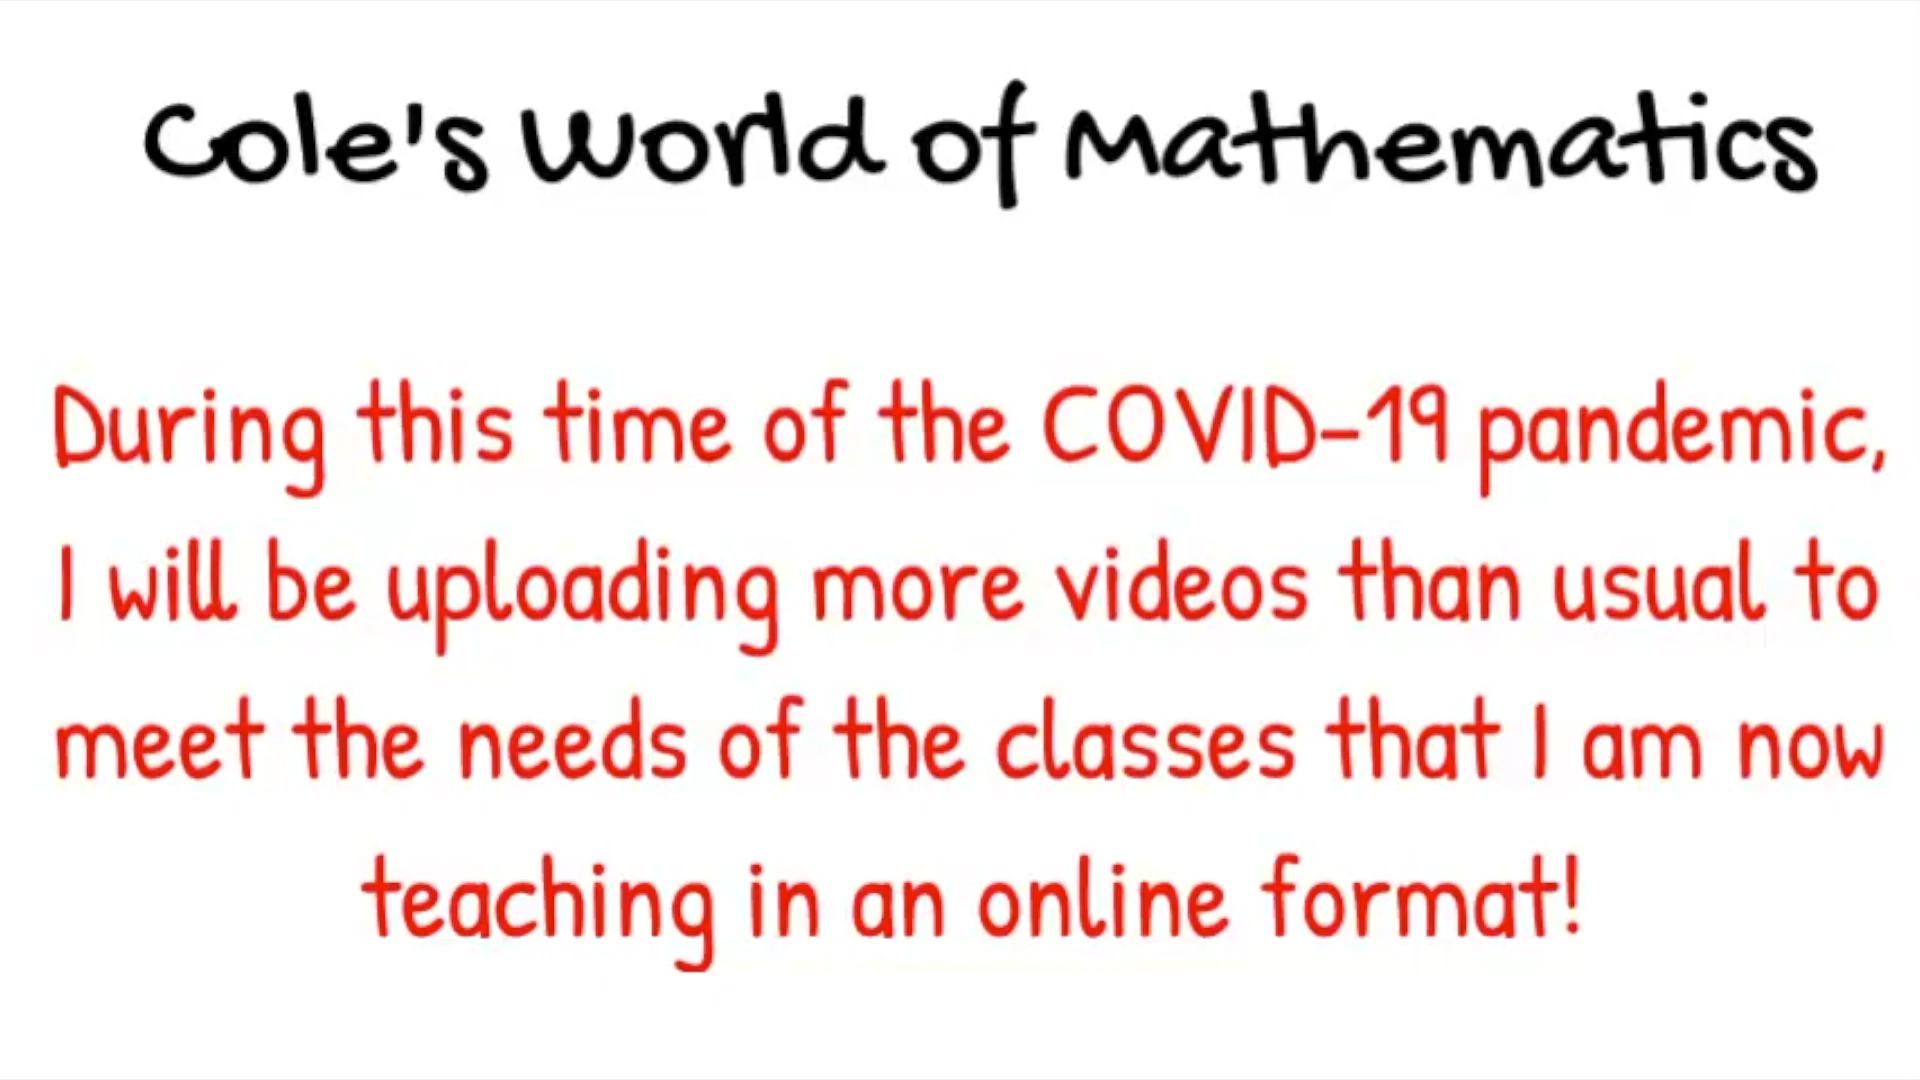 Cole's World of Mathematics
During this time of the COVID-19 pandemic,
I will be uploading more videos than usual to
meet the needs of the classes that I am now
teaching in an online format!